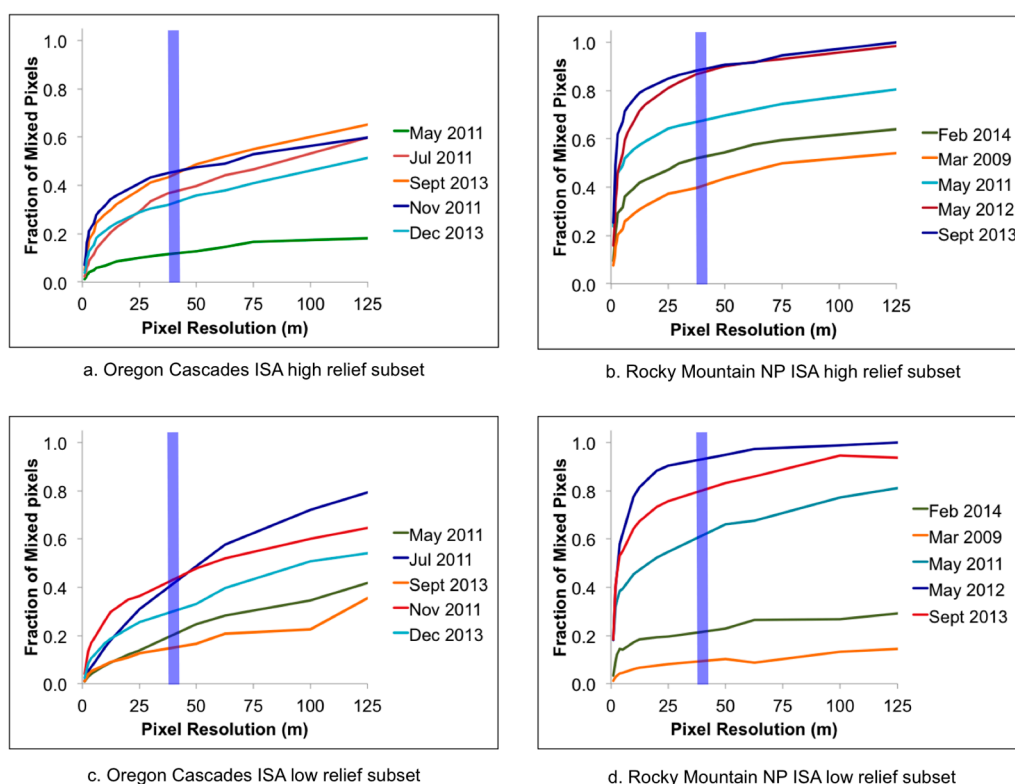 Fraction of Mixed Pixels
1.0
0.8
0.6
0.4
0.2
0.0
0 25 50 75 100 125
Pixel Resolution (m)
May 2011
Jul 2011
Sept 2013
Nov 2011
Dec 2013
a. Oregon Cascades ISA high relief subset
Fraction of Mixed Pixels
1.0
0.8
0.6
0.4
0.2
0.0
0 25 50 75 100 125
Pixel Resolution (m)
Feb 2014
Mar 2009
May 2011
May 2012
Sept 2013
b. Rocky Mountain NP ISA high relief subset
Fraction of Mixed pixels
1.0
0.8
0.6
0.4
0.2
0.0
0 25 50 75 100 125
Pixel Resolution (m)
May 2011
Jul 2011
Sept 2013
Nov 2011
Dec 2013
c. Oregon Cascades ISA low relief subset
Fraction of Mixed Pixels
1.0
0.8
0.6
0.4
0.2
0.0
0 25 50 75 100 125
Pixel Resolution (m)
Feb 2014
Mar 2009
May 2011
May 2012
Sept 2013
d. Rocky Mountain NP ISA low relief subset